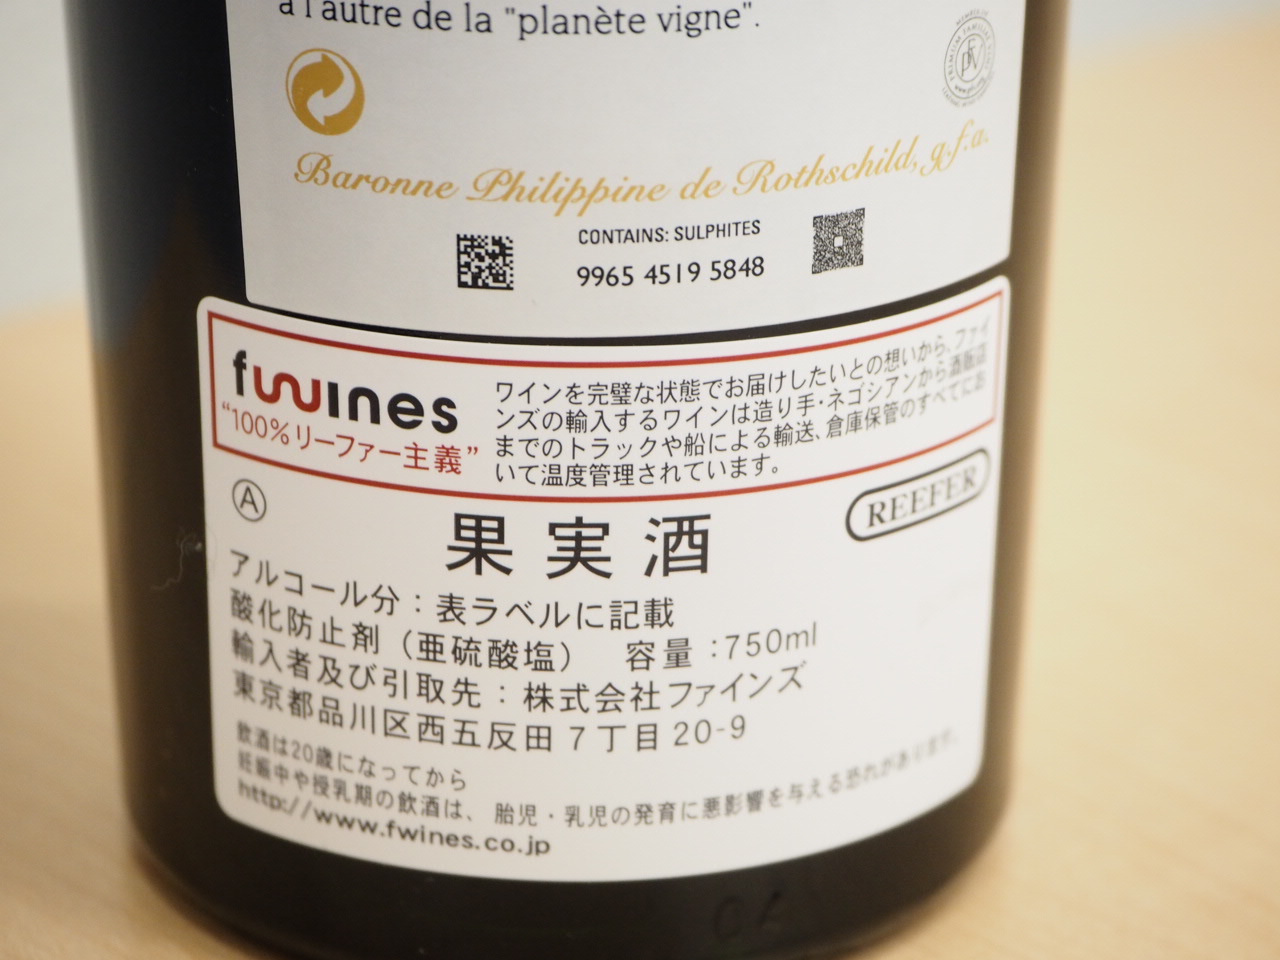 à l'autre de la "planète vigne".
Baronne Philippine de Rothschild, g.f.a.
CONTAINS: SULPHITES
9965 4519 5848
fwines
"100%リーファー主義"
ワインを完璧な状態でお届けしたいとの想いから、ファイ
ンズの輸入するワインは造り手・ネゴシアンから酒販店
までのトラックや船による輸送、倉庫保管のすべてにお
いて温度管理されています。
Ⓐ
REEFER
果実酒
アルコール分：表ラベルに記載
酸化防止剤（亜硫酸塩） 容量：750ml
輸入者及び引取先：株式会社ファインズ
東京都品川区西五反田7丁目20-9
飲酒は20歳になってから
妊娠中や授乳期の飲酒は、胎児・乳児の発育に悪影響を与える恐れがあります。
http://www.fwines.co.jp